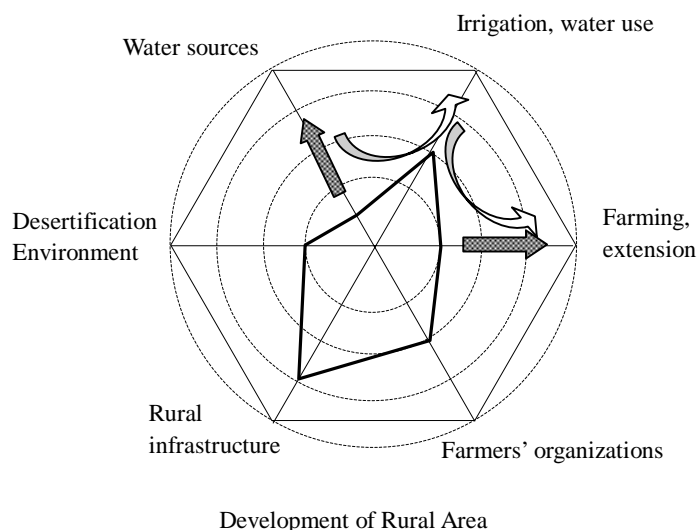 Irrigation, water use
Water sources
Desertification
Environment
Farming,
extension
Rural
infrastructure
Farmers’ organizations
Development of Rural Area